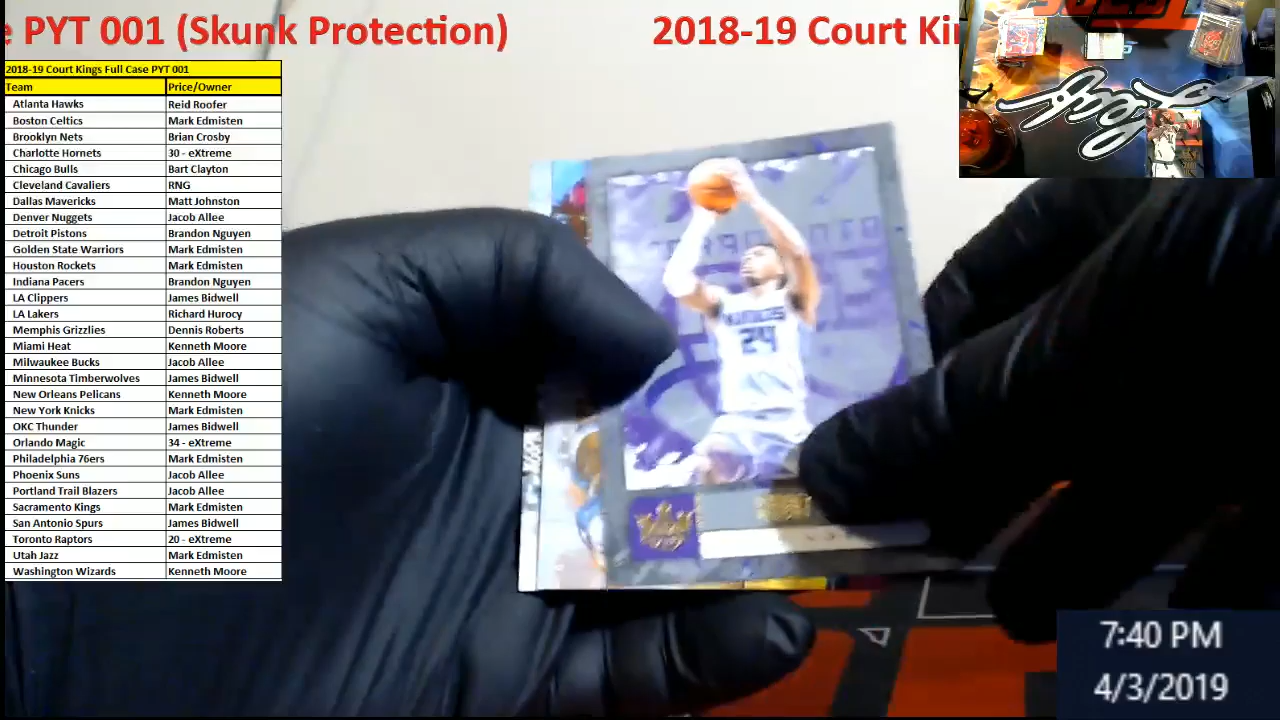 e PYT 001 (Skunk Protection) 2018-19 Court Ki
2018-19 Court Kings Full Case PYT 001
Team Price/Owner
Atlanta Hawks Reid Roofer
Boston Celtics Mark Edmisten
Brooklyn Nets Brian Crosby
Charlotte Hornets 30 - eXtreme
Chicago Bulls Bart Clayton
Cleveland Cavaliers RNG
Dallas Mavericks Matt Johnston
Denver Nuggets Jacob Allee
Detroit Pistons Brandon Nguyen
Golden State Warriors Mark Edmisten
Houston Rockets Mark Edmisten
Indiana Pacers Brandon Nguyen
LA Clippers James Bidwell
LA Lakers Richard Hurocy
Memphis Grizzlies Dennis Roberts
Miami Heat Kenneth Moore
Milwaukee Bucks Jacob Allee
Minnesota Timberwolves James Bidwell
New Orleans Pelicans Kenneth Moore
New York Knicks Mark Edmisten
OKC Thunder James Bidwell
Orlando Magic 34 - eXtreme
Philadelphia 76ers Mark Edmisten
Phoenix Suns Jacob Allee
Portland Trail Blazers Jacob Allee
Sacramento Kings Mark Edmisten
San Antonio Spurs James Bidwell
Toronto Raptors 20 - eXtreme
Utah Jazz Mark Edmisten
Washington Wizards Kenneth Moore
24
7:40 PM
4/3/2019